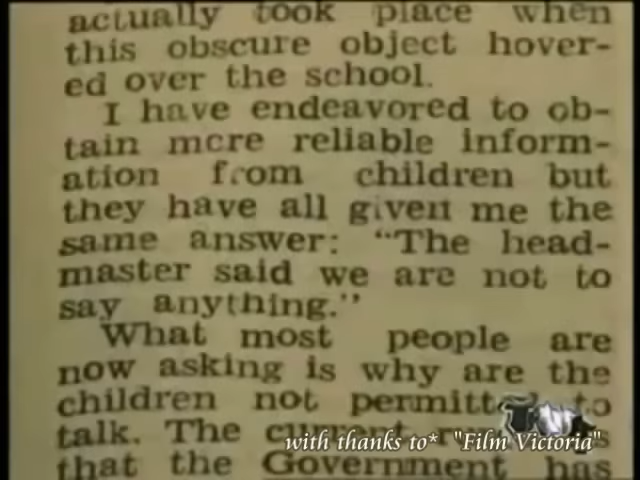 actually took place when
this obscure object hover-
ed over the school.
I have endeavored to ob-
tain mcre reliable inform-
ation from children but
they have all given me the
same answer: "The head-
master said we are not to
say anything."
What most people are
now asking is why are the
children not permitted to
talk. The current
that the Government has
with thanks to* "Film Victoria"